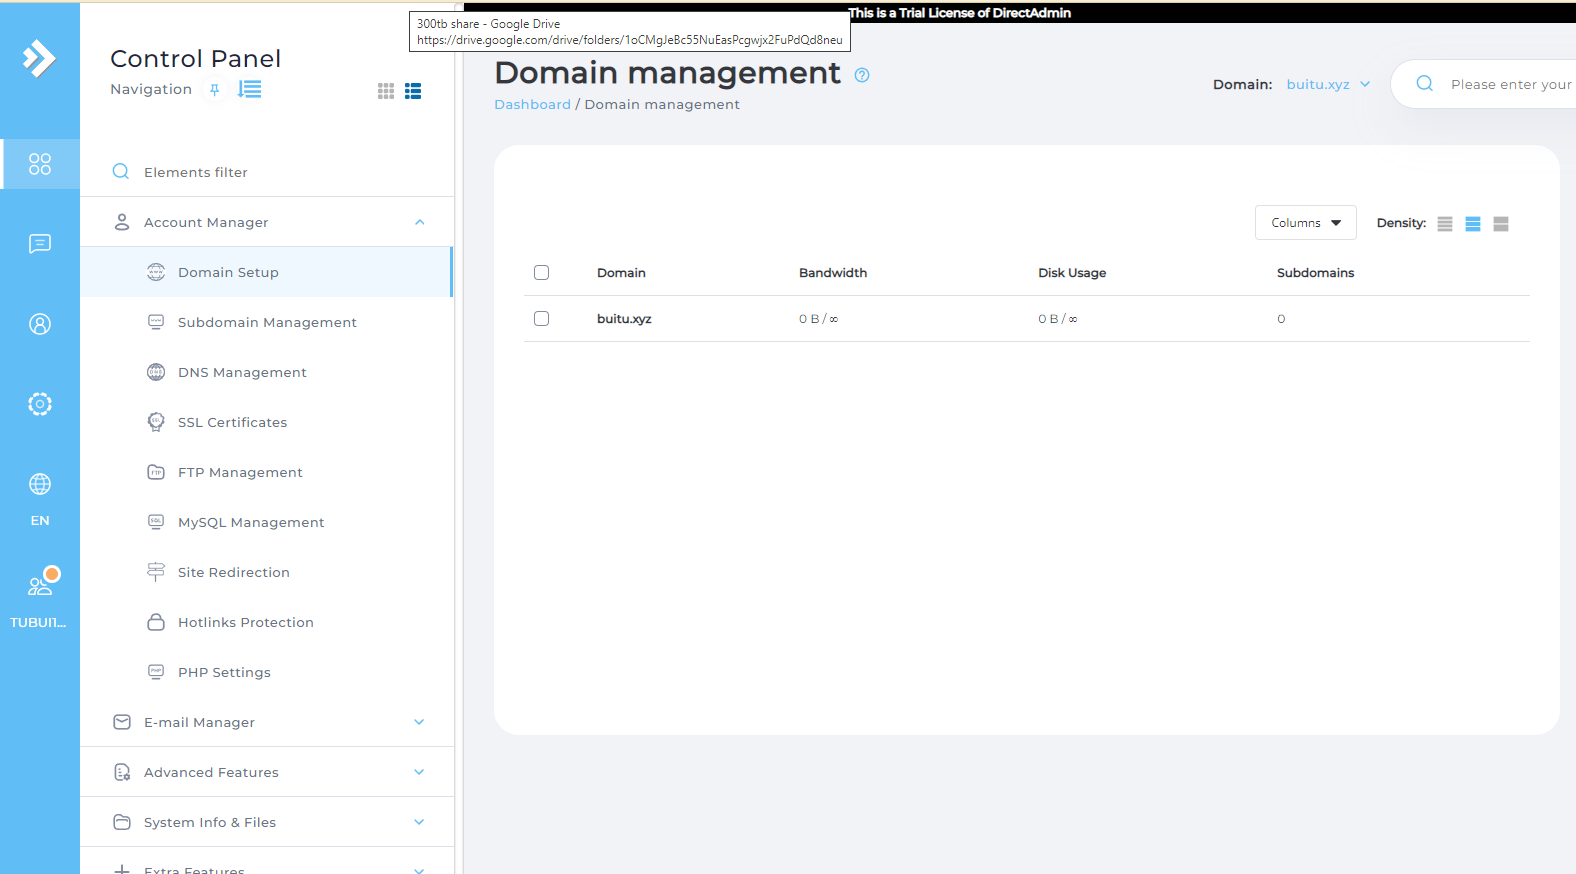 This is a Trial License of DirectAdmin
300tb share - Google Drive
https://drive.google.com/drive/folders/1oCMgJeBc55NuEasPcgwjx2FuPdQd8neu
Control Panel
Navigation
Elements filter
Account Manager
Domain Setup
Subdomain Management
DNS Management
SSL Certificates
FTP Management
MySQL Management
Site Redirection
Hotlinks Protection
PHP Settings
E-mail Manager
Advanced Features
System Info & Files
Extra Features
EN
TUBUI1...
Domain management
Dashboard / Domain management
Domain: buitu.xyz
Please enter your
Columns
Density:
Domain Bandwidth Disk Usage Subdomains
buitu.xyz 0 B / ∞ 0 B / ∞ 0